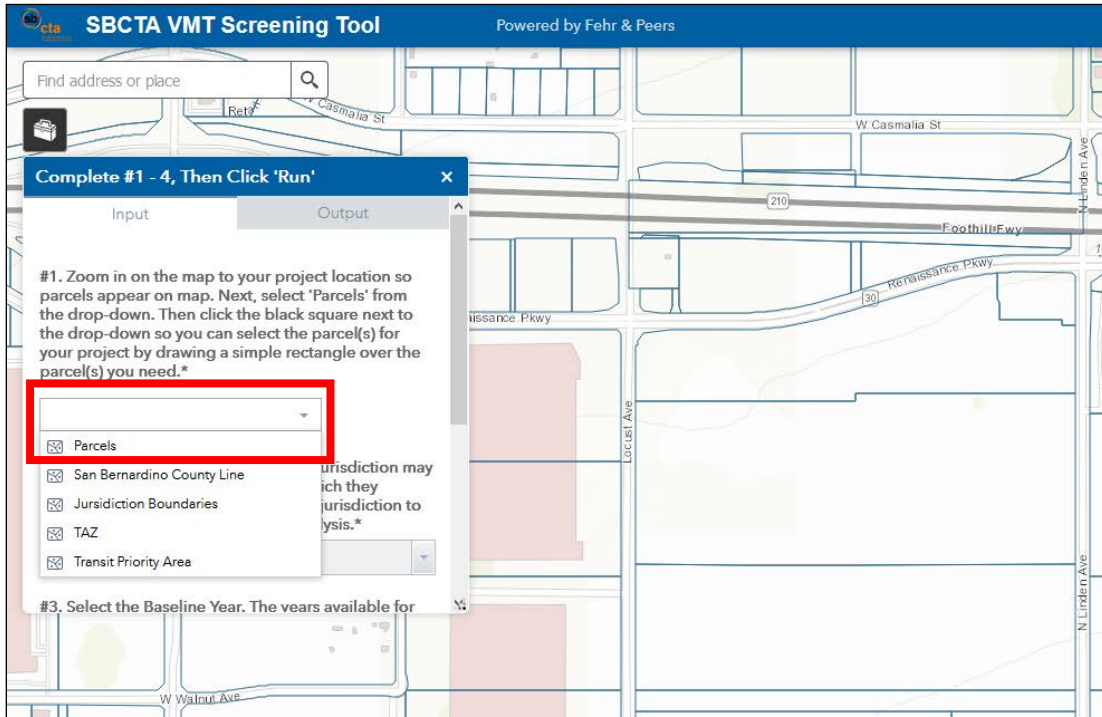 sb
cta
SBCTA VMT Screening Tool
Powered by Fehr & Peers
Find address or place
Retail
W Casmalia St
W Casmalia St
N Linden Ave
Complete #1 - 4, Then Click 'Run'
×
Input
Output
210
Foothill Fwy
#1. Zoom in on the map to your project location so
parcels appear on map. Next, select 'Parcels' from
the drop-down. Then click the black square next to
the drop-down so you can select the parcel(s) for
your project by drawing a simple rectangle over the
parcel(s) you need.*
Renaissance Pkwy
30
aissance Pkwy
Parcels
San Bernardino County Line
Jursidiction Boundaries
TAZ
Transit Priority Area
urisdiction may
ich they
jurisdiction to
lysis.*
Locust Ave
#3. Select the Baseline Year. The years available for
N Linden Ave
W Walnut Ave